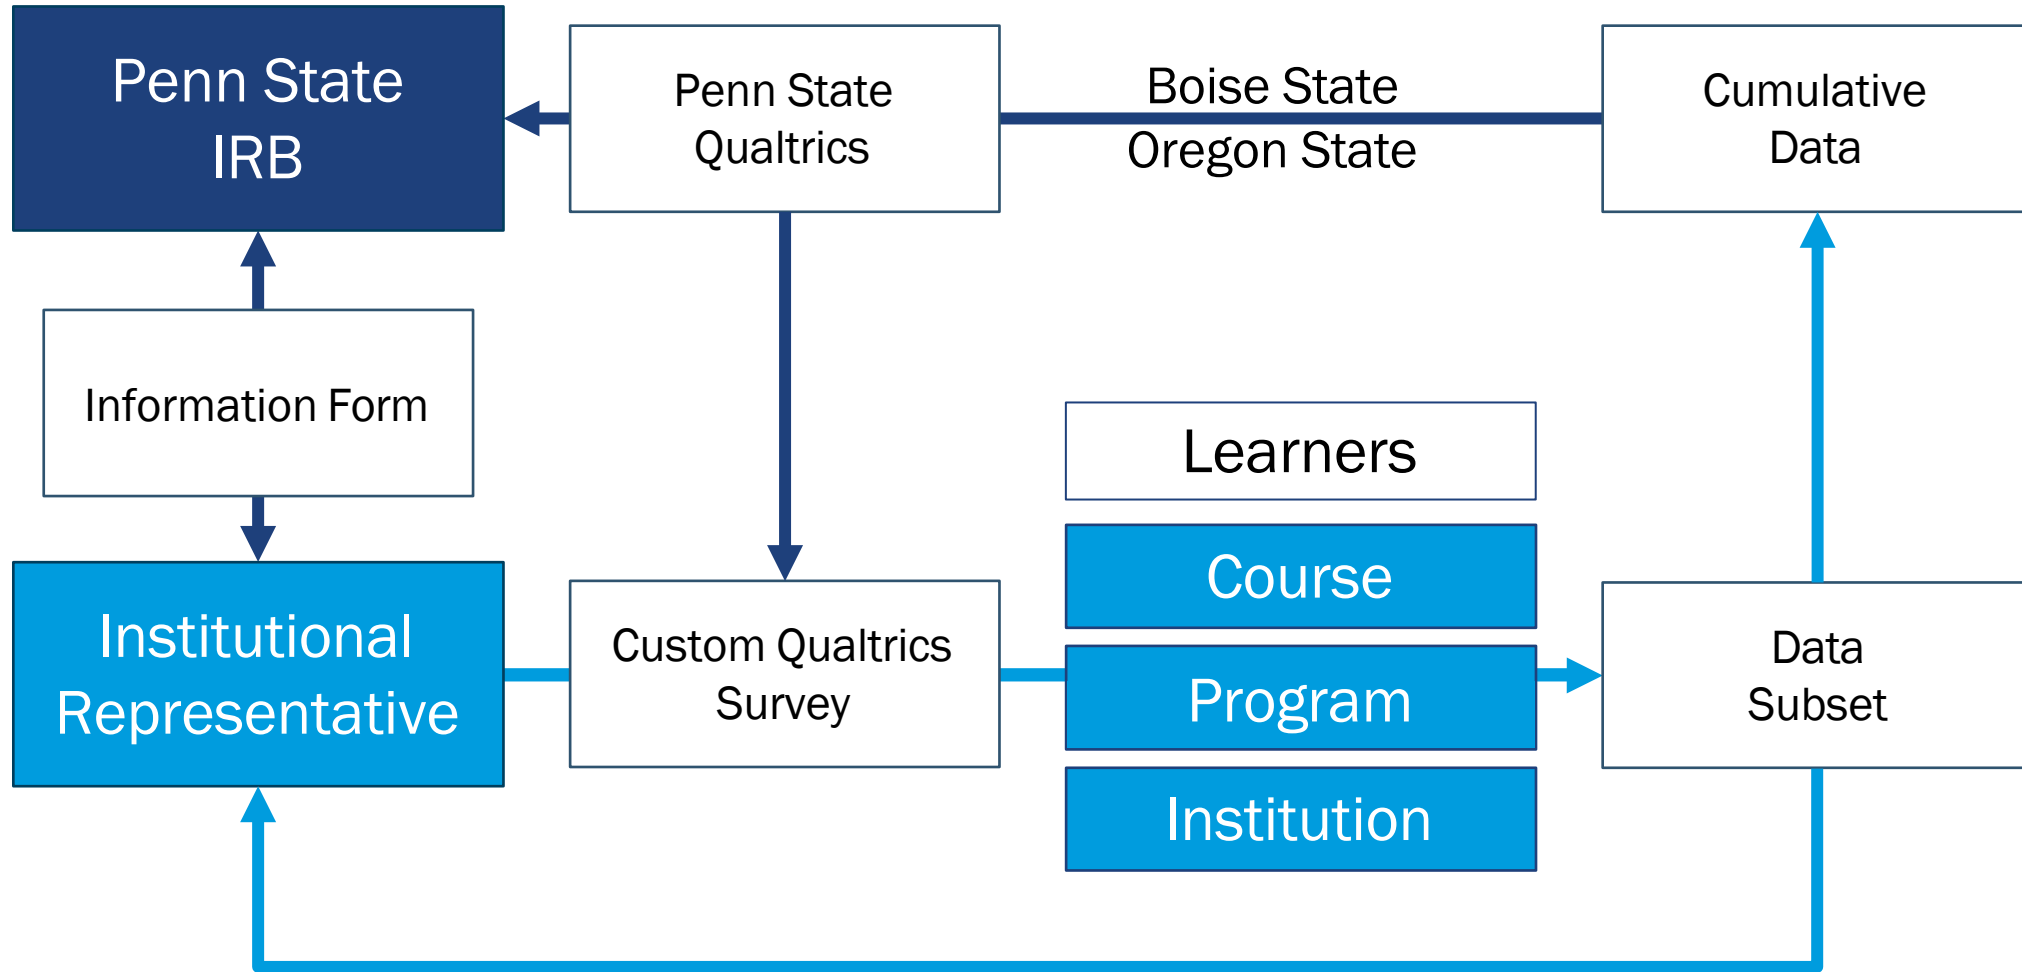 Penn State
IRB
Penn State
Qualtrics
Boise State
Oregon State
Cumulative
Data
Information Form
Learners
Course
Program
Institution
Institutional
Representative
Custom Qualtrics
Survey
Data
Subset